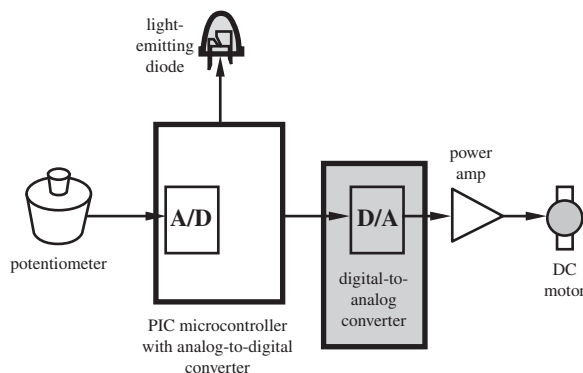 light-
emitting
diode
potentiometer
A/D
PIC microcontroller
with analog-to-digital
converter
D/A
digital-to-
analog
converter
power
amp
DC
motor